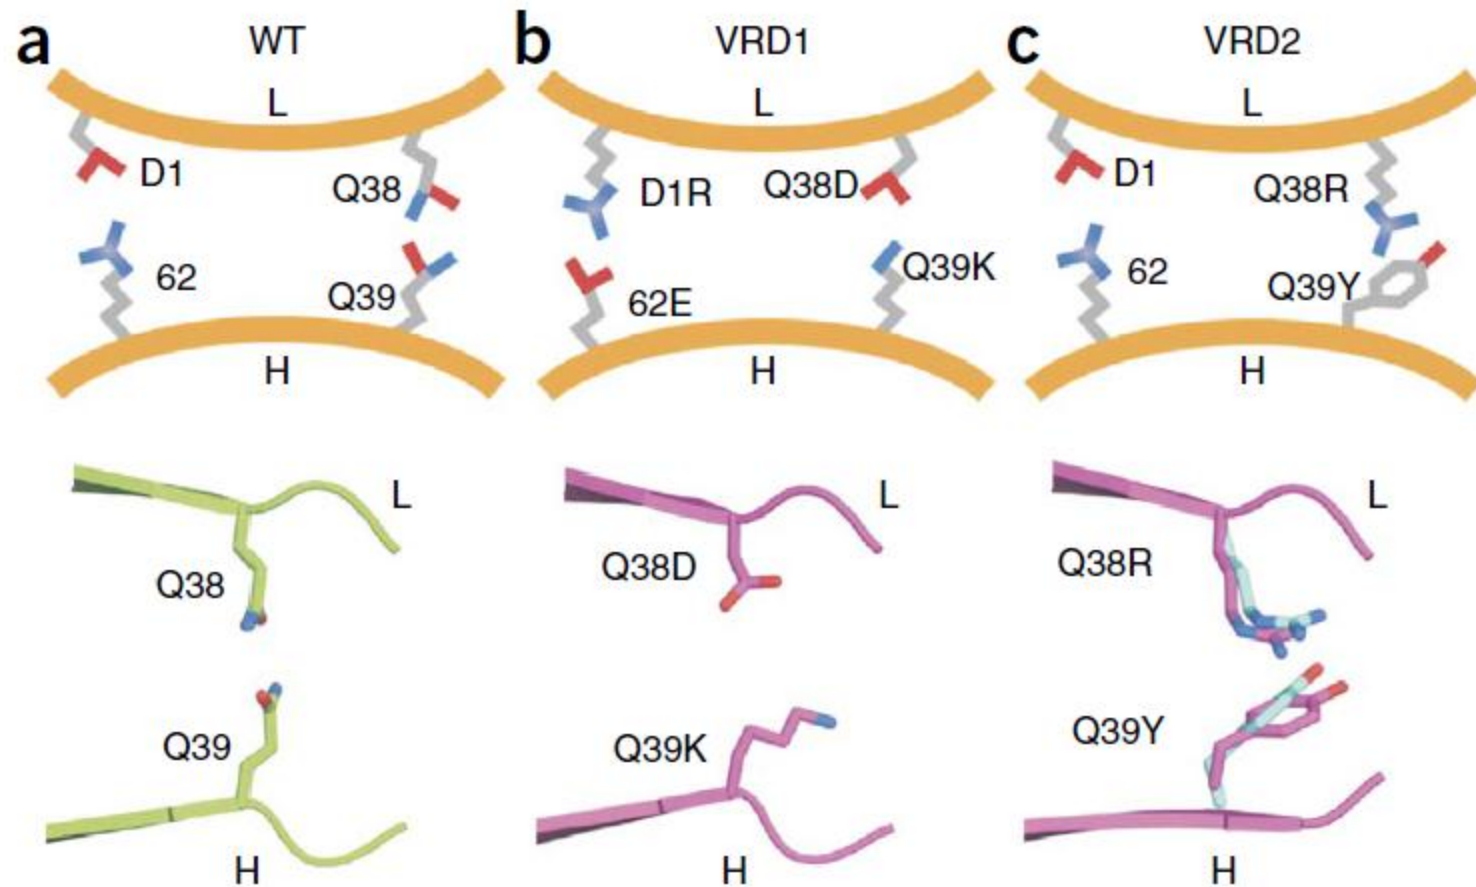 a WT b VRD1 c VRD2
L L L
D1 Q38 D1R Q38D D1 Q38R
62 Q39 62E Q39K 62 Q39Y
H H H
L L L
Q38 Q38D Q38R
Q39 Q39K Q39Y
H H H